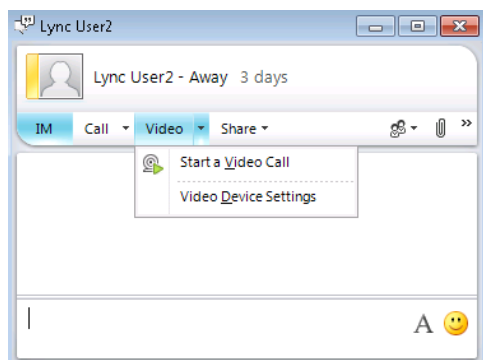 Lync User2
Lync User2 - Away 3 days
IM Call Video Share
Start a Video Call
Video Device Settings
A